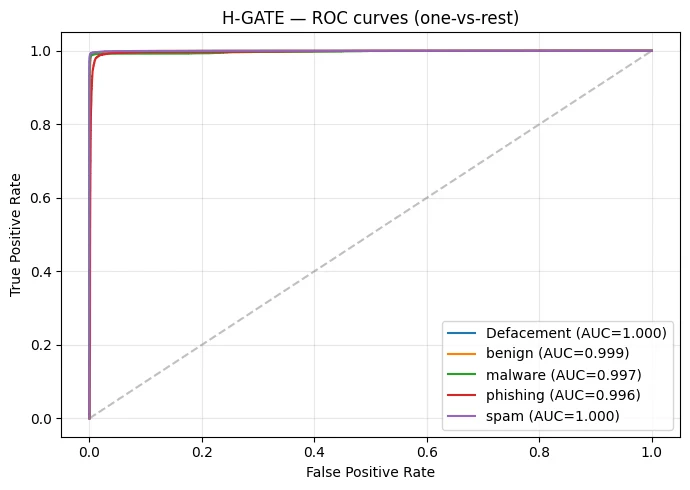 H-GATE — ROC curves (one-vs-rest)
True Positive Rate
1.0
0.8
0.6
0.4
0.2
0.0
Defacement (AUC=1.000)
benign (AUC=0.999)
malware (AUC=0.997)
phishing (AUC=0.996)
spam (AUC=1.000)
0.0 0.2 0.4 0.6 0.8 1.0
False Positive Rate